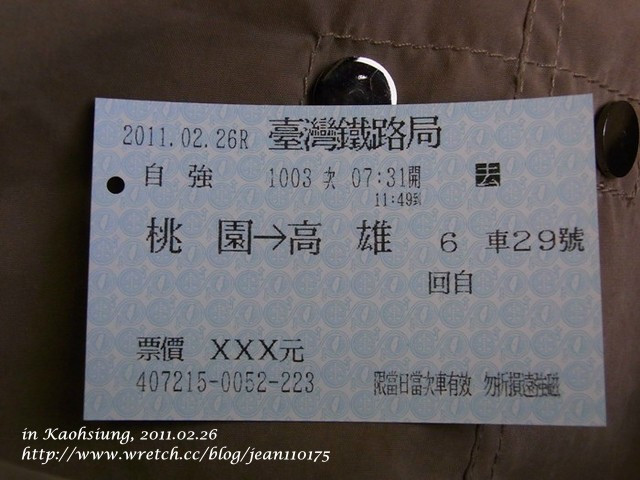 2011.02.26R 臺灣鐵路局
自 強 1003 次 07:31開 去
11:49到
桃 園→高 雄 6 車29號
回自
票價 XXX元
407215-0052-223 限當日當次車有效 勿折損遠強磁
in Kaohsiung, 2011.02.26
http://www.wretch.cc/blog/jean110175